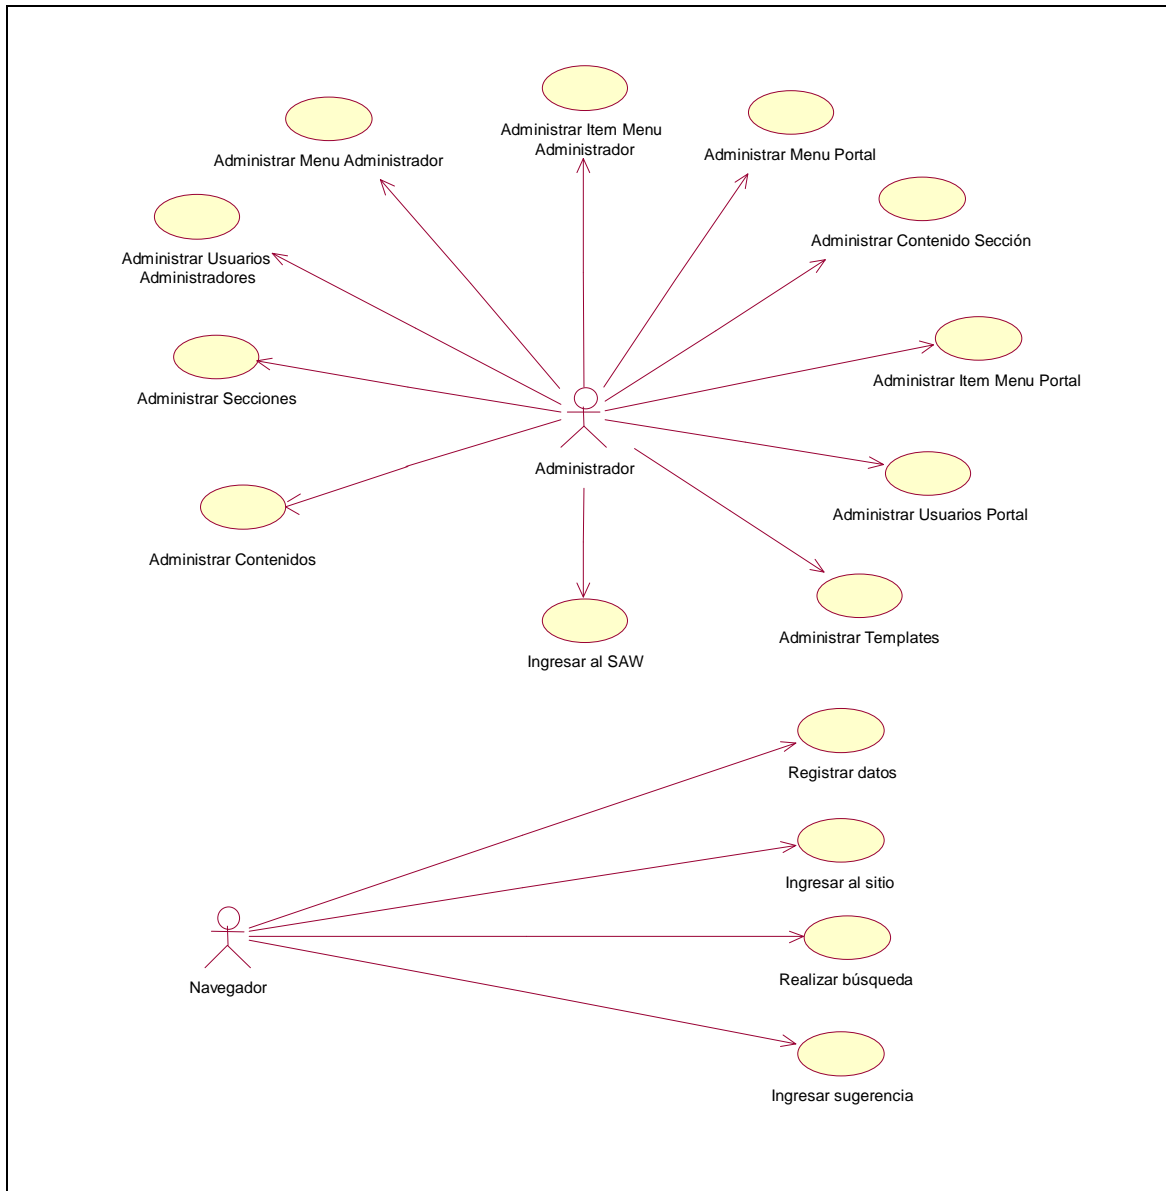 Administrar Item Menu
Administrador
Administrar Menu Administrador
Administrar Menu Portal
Administrar Usuarios
Administradores
Administrar Contenido Sección
Administrar Secciones
Administrar Item Menu Portal
Administrador
Administrar Usuarios Portal
Administrar Contenidos
Administrar Templates
Ingresar al SAW
Registrar datos
Ingresar al sitio
Navegador
Realizar búsqueda
Ingresar sugerencia